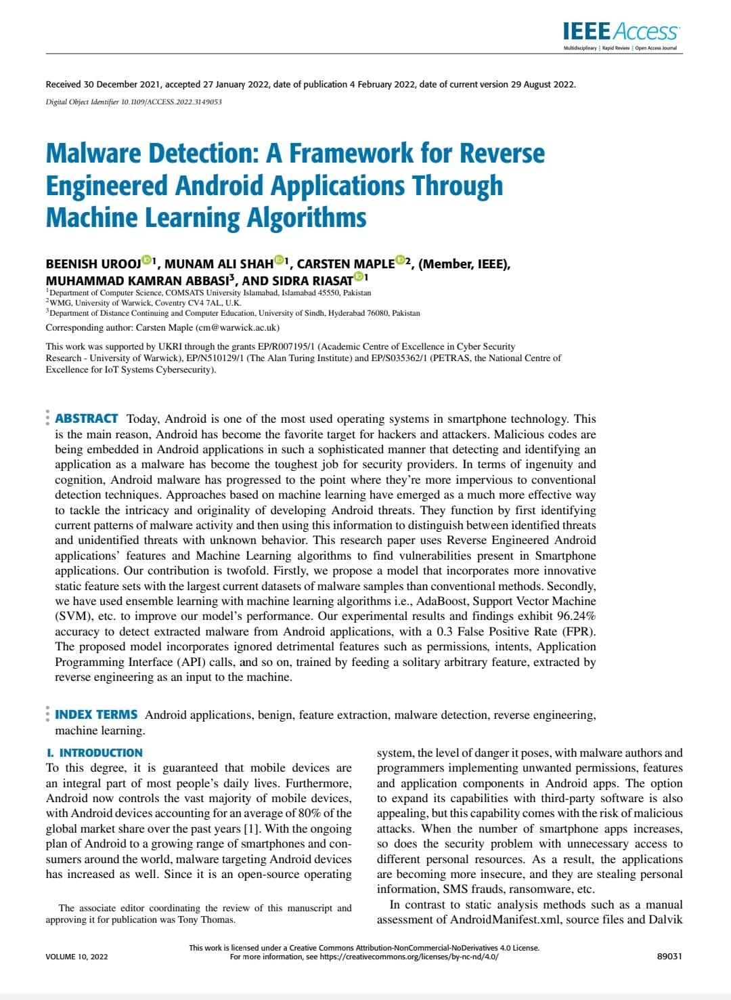 IEEE Access
Multidisciplinary Rapid Review Open Access Journal
Received 30 December 2021, accepted 27 January 2022, date of publication 4 February 2022, date of current version 29 August 2022.
Digital Object Identifier 10.1109/ACCESS.2022.3149053
Malware Detection: A Framework for Reverse
Engineered Android Applications Through
Machine Learning Algorithms
BEENISH UROOJ 1, MUNAM ALI SHAH 1, CARSTEN MAPLE 2, (Member, IEEE),
MUHAMMAD KAMRAN ABBASI3, AND SIDRA RIASAT 1
1Department of Computer Science, COMSATS University Islamabad, Islamabad 45550, Pakistan
2WMG, University of Warwick, Coventry CV4 7AL, U.K.
3Department of Distance Continuing and Computer Education, University of Sindh, Hyderabad 76080, Pakistan
Corresponding author: Carsten Maple (cm@warwick.ac.uk)
This work was supported by UKRI through the grants EP/R007195/1 (Academic Centre of Excellence in Cyber Security
Research - University of Warwick), EP/N510129/1 (The Alan Turing Institute) and EP/S035362/1 (PETRAS, the National Centre of
Excellence for IoT Systems Cybersecurity).
ABSTRACT Today, Android is one of the most used operating systems in smartphone technology. This
is the main reason, Android has become the favorite target for hackers and attackers. Malicious codes are
being embedded in Android applications in such a sophisticated manner that detecting and identifying an
application as a malware has become the toughest job for security providers. In terms of ingenuity and
cognition, Android malware has progressed to the point where they're more impervious to conventional
detection techniques. Approaches based on machine learning have emerged as a much more effective way
to tackle the intricacy and originality of developing Android threats. They function by first identifying
current patterns of malware activity and then using this information to distinguish between identified threats
and unidentified threats with unknown behavior. This research paper uses Reverse Engineered Android
applications' features and Machine Learning algorithms to find vulnerabilities present in Smartphone
applications. Our contribution is twofold. Firstly, we propose a model that incorporates more innovative
static feature sets with the largest current datasets of malware samples than conventional methods. Secondly,
we have used ensemble learning with machine learning algorithms i.e., AdaBoost, Support Vector Machine
(SVM), etc. to improve our model's performance. Our experimental results and findings exhibit 96.24%
accuracy to detect extracted malware from Android applications, with a 0.3 False Positive Rate (FPR).
The proposed model incorporates ignored detrimental features such as permissions, intents, Application
Programming Interface (API) calls, and so on, trained by feeding a solitary arbitrary feature, extracted by
reverse engineering as an input to the machine.
INDEX TERMS Android applications, benign, feature extraction, malware detection, reverse engineering,
machine learning.
I. INTRODUCTION
To this degree, it is guaranteed that mobile devices are
an integral part of most people's daily lives. Furthermore,
Android now controls the vast majority of mobile devices,
with Android devices accounting for an average of 80% of the
global market share over the past years [1]. With the ongoing
plan of Android to a growing range of smartphones and con-
sumers around the world, malware targeting Android devices
has increased as well. Since it is an open-source operating
The associate editor coordinating the review of this manuscript and
approving it for publication was Tony Thomas.
system, the level of danger it poses, with malware authors and
programmers implementing unwanted permissions, features
and application components in Android apps. The option
to expand its capabilities with third-party software is also
appealing, but this capability comes with the risk of malicious
attacks. When the number of smartphone apps increases,
so does the security problem with unnecessary access to
different personal resources. As a result, the applications
are becoming more insecure, and they are stealing personal
information, SMS frauds, ransomware, etc.
In contrast to static analysis methods such as a manual
assessment of AndroidManifest.xml, source files and Dalvik
This work is licensed under a Creative Commons Attribution-NonCommercial-NoDerivatives 4.0 License.
VOLUME 10, 2022
For more information, see https://creativecommons.org/licenses/by-nc-nd/4.0/
89031